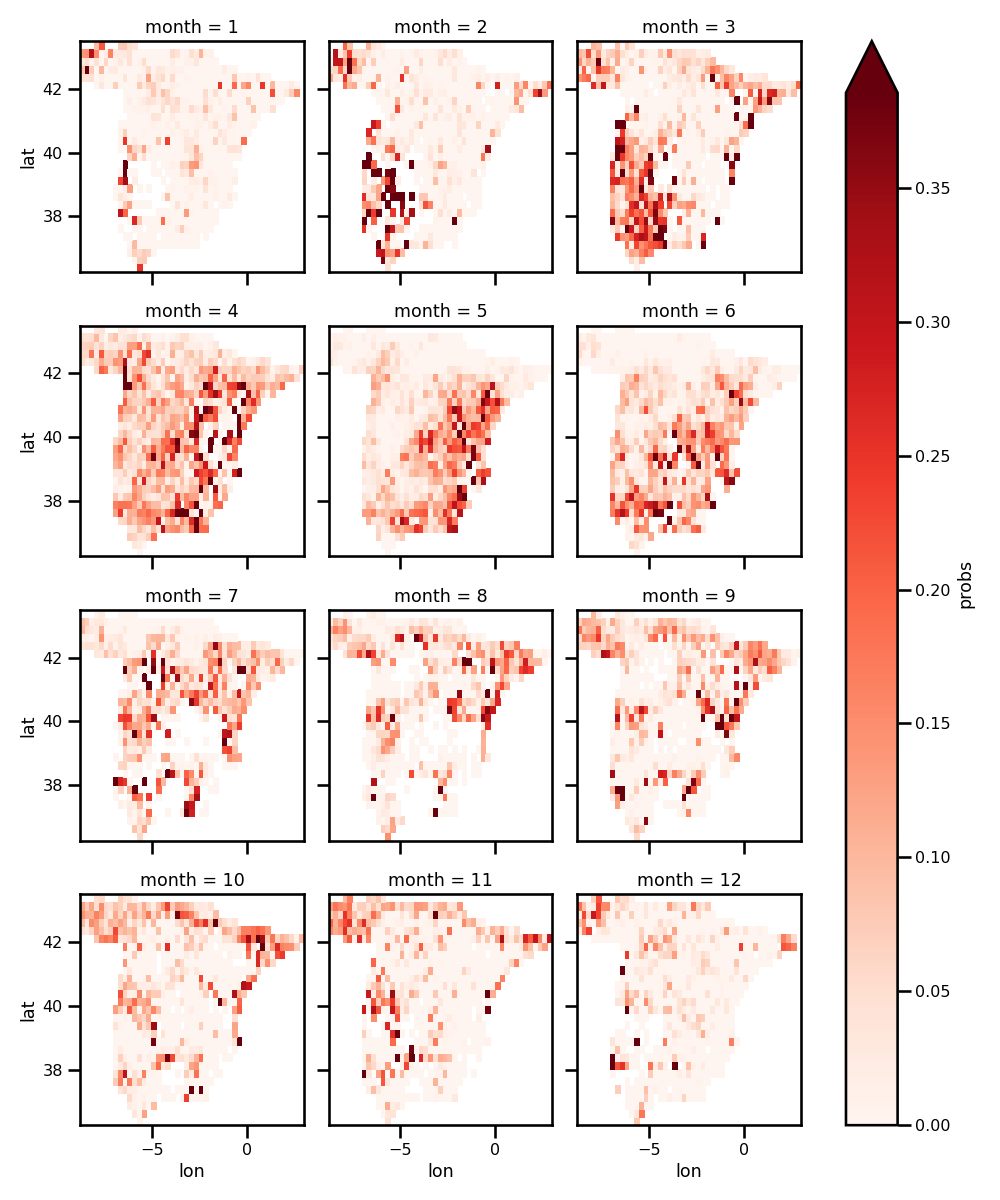 month = 1
month = 2
month = 3
lat
42
40
38
month = 4
month = 5
month = 6
lat
42
40
38
month = 7
month = 8
month = 9
lat
42
40
38
month = 10
month = 11
month = 12
lat
42
40
38
−5 0
−5 0
−5 0
lon
lon
lon
0.35
0.30
0.25
0.20
0.15
0.10
0.05
0.00
probs